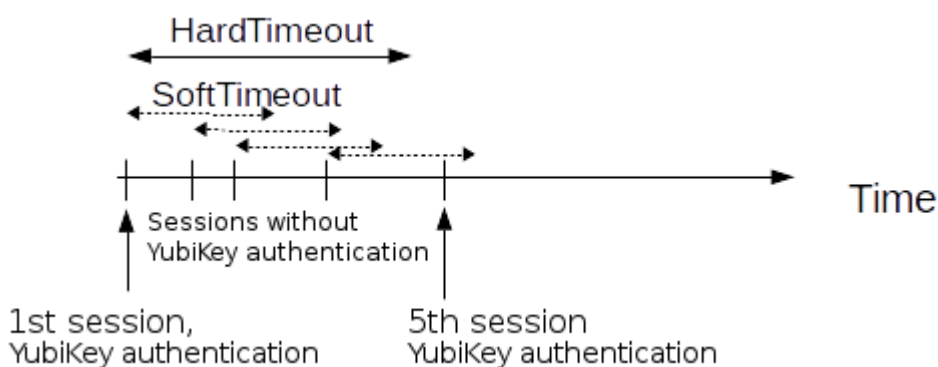 HardTimeout
SoftTimeout
Time
Sessions without
YubiKey authentication
1st session,
YubiKey authentication
5th session
YubiKey authentication